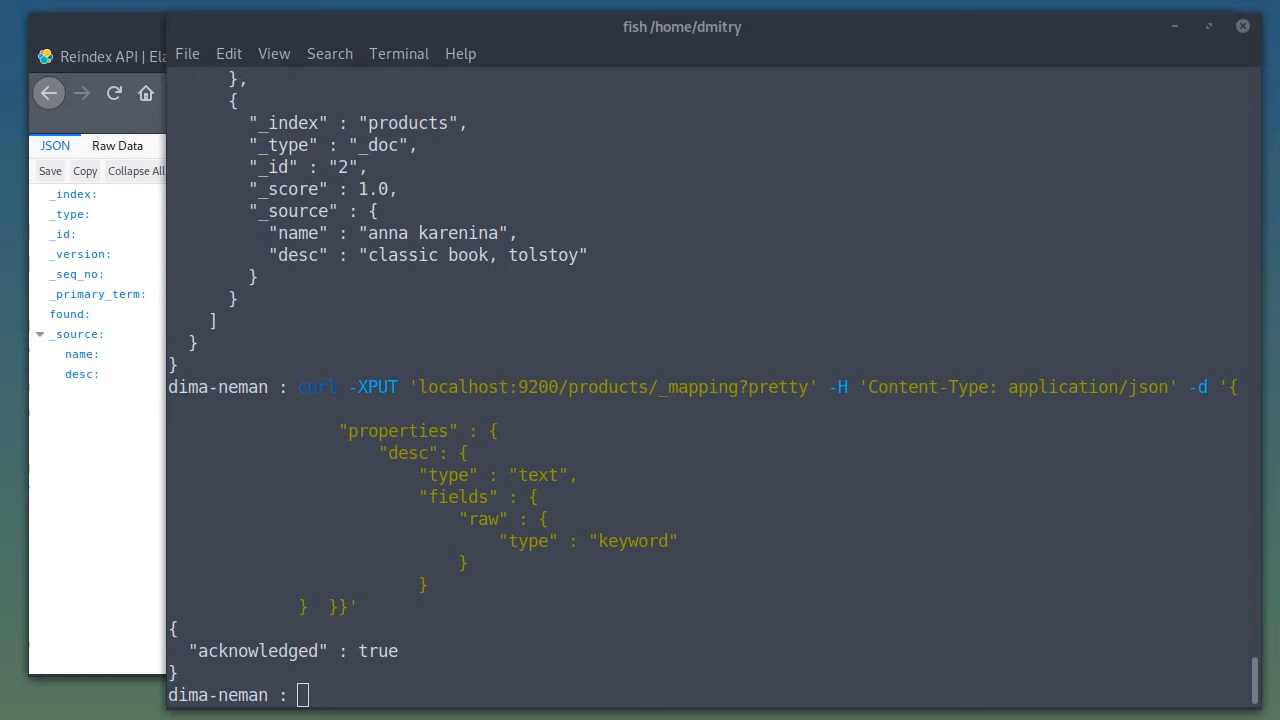 fish /home/dmitry
Reindex API | Ela
File Edit View Search Terminal Help
JSON Raw Data
Save Copy Collapse All
_index:
_type:
_id:
_version:
_seq_no:
_primary_term:
found:
_source:
name:
desc:
},
{
"_index" : "products",
"_type" : "_doc",
"_id" : "2",
"_score" : 1.0,
"_source" : {
"name" : "anna karenina",
"desc" : "classic book, tolstoy"
}
}
]
}
}
dima-neman : curl -XPUT 'localhost:9200/products/_mapping?pretty' -H 'Content-Type: application/json' -d '{
"properties" : {
"desc": {
"type" : "text",
"fields" : {
"raw" : {
"type" : "keyword"
}
}
} }}'
{
"acknowledged" : true
}
dima-neman :